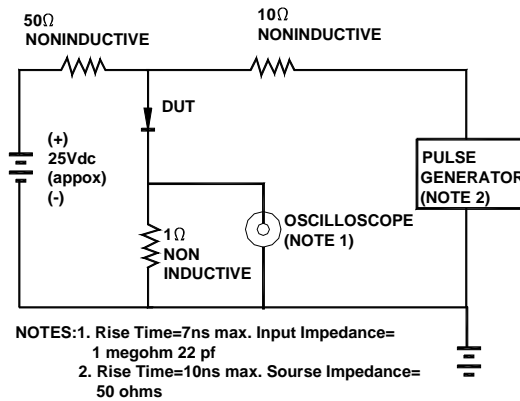 50Ω
NONINDUCTIVE
10Ω
NONINDUCTIVE
DUT
(+)
25Vdc
(appox)
(-)
PULSE
GENERATOR
(NOTE 2)
1Ω
NON
INDUCTIVE
OSCILLOSCOPE
(NOTE 1)
NOTES:1. Rise Time=7ns max. Input Impedance=
1 megohm 22 pf
2. Rise Time=10ns max. Sourse Impedance=
50 ohms